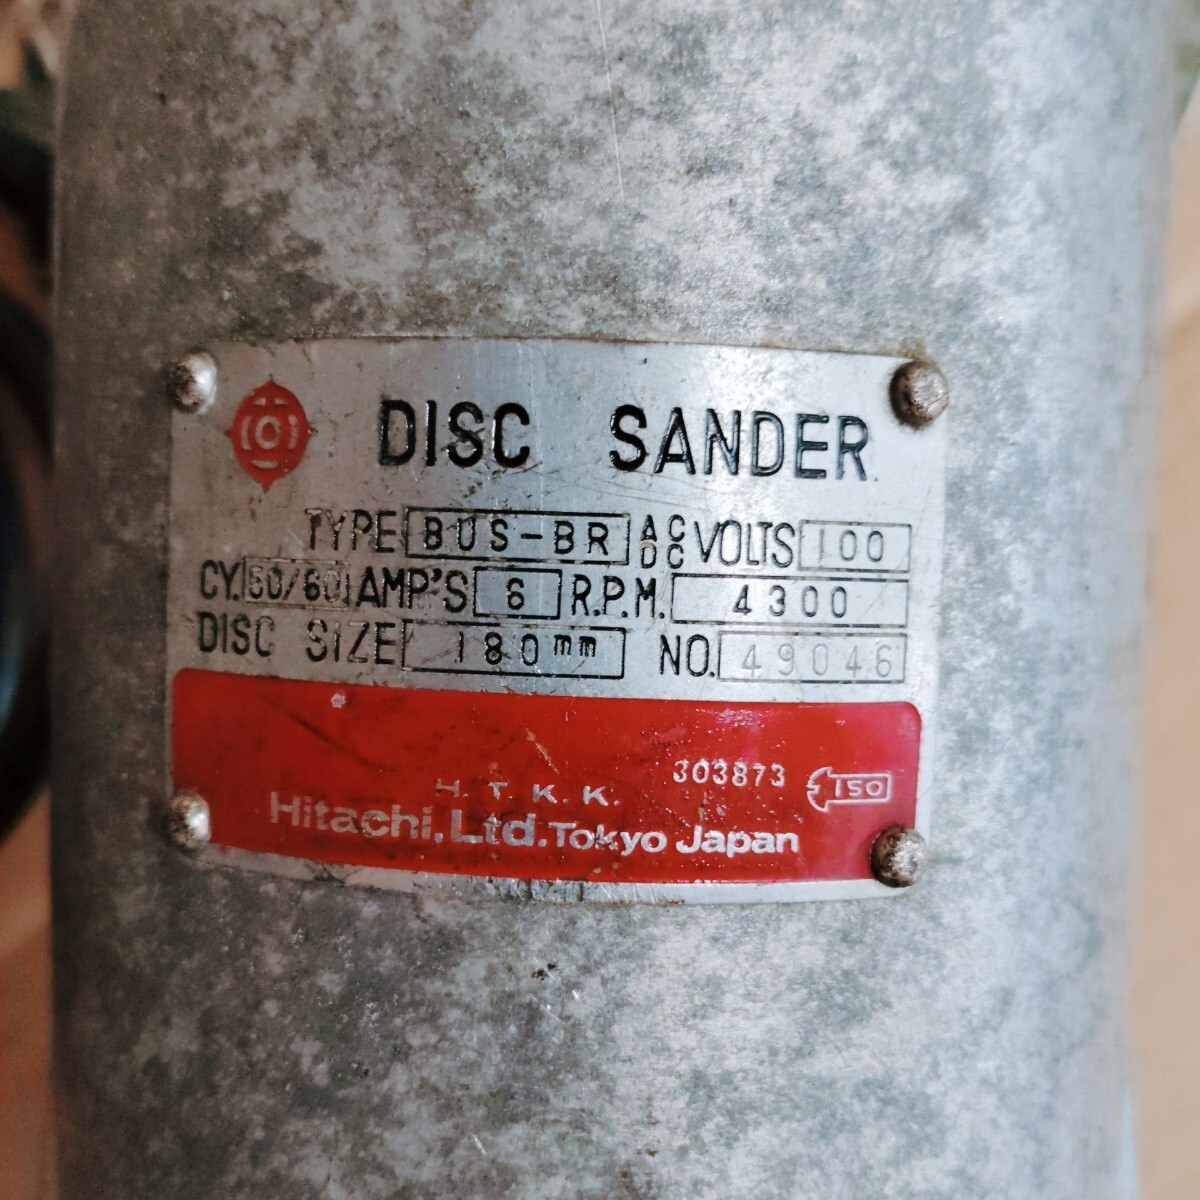 DISC SANDER
TYPE BUS-BR AC DC VOLTS 100
CY. 50/60 AMP'S 6 R.P.M. 4300
DISC SIZE 180mm NO. 49046
303873 ISO
H. T. K. K.
Hitachi, Ltd. Tokyo Japan